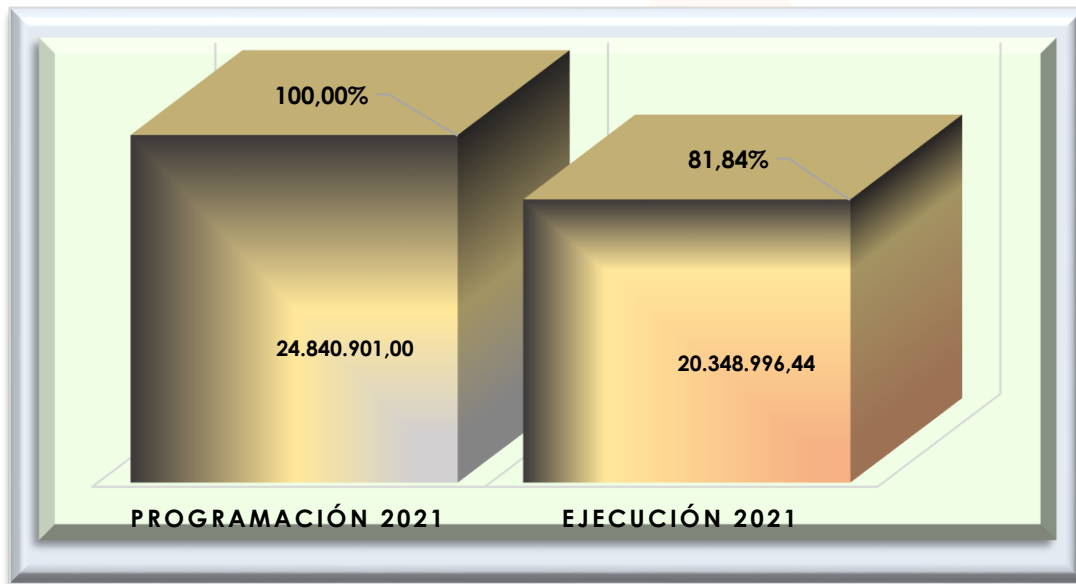 100,00%
81,84%
24.840.901,00
20.348.996,44
PROGRAMACIÓN 2021
EJECUCIÓN 2021